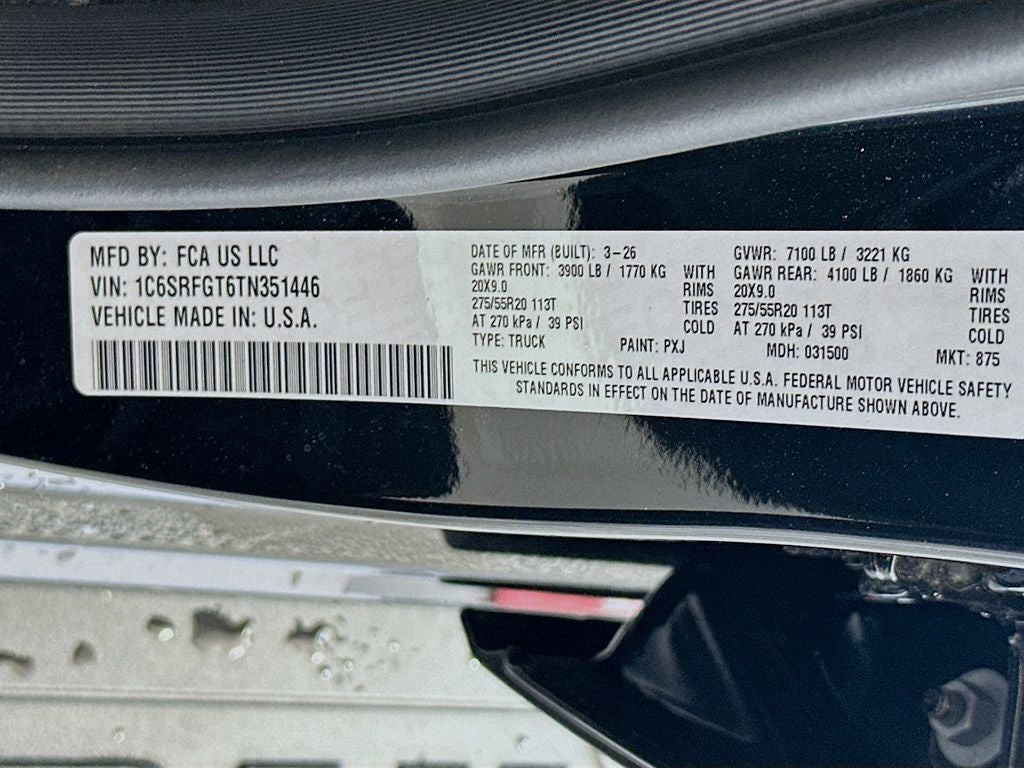 MFD BY: FCA US LLC
VIN: 1C6SRFGT6TN351446
VEHICLE MADE IN: U.S.A.
DATE OF MFR (BUILT): 3-26
GAWR FRONT: 3900 LB / 1770 KG WITH
20X9.0 RIMS
275/55R20 113T TIRES
AT 270 kPa / 39 PSI COLD
TYPE: TRUCK PAINT: PXJ
GVWR: 7100 LB / 3221 KG
GAWR REAR: 4100 LB / 1860 KG WITH
20X9.0 RIMS
275/55R20 113T TIRES
AT 270 kPa / 39 PSI COLD
MDH: 031500 MKT: 875
THIS VEHICLE CONFORMS TO ALL APPLICABLE U.S.A. FEDERAL MOTOR VEHICLE SAFETY
STANDARDS IN EFFECT ON THE DATE OF MANUFACTURE SHOWN ABOVE.